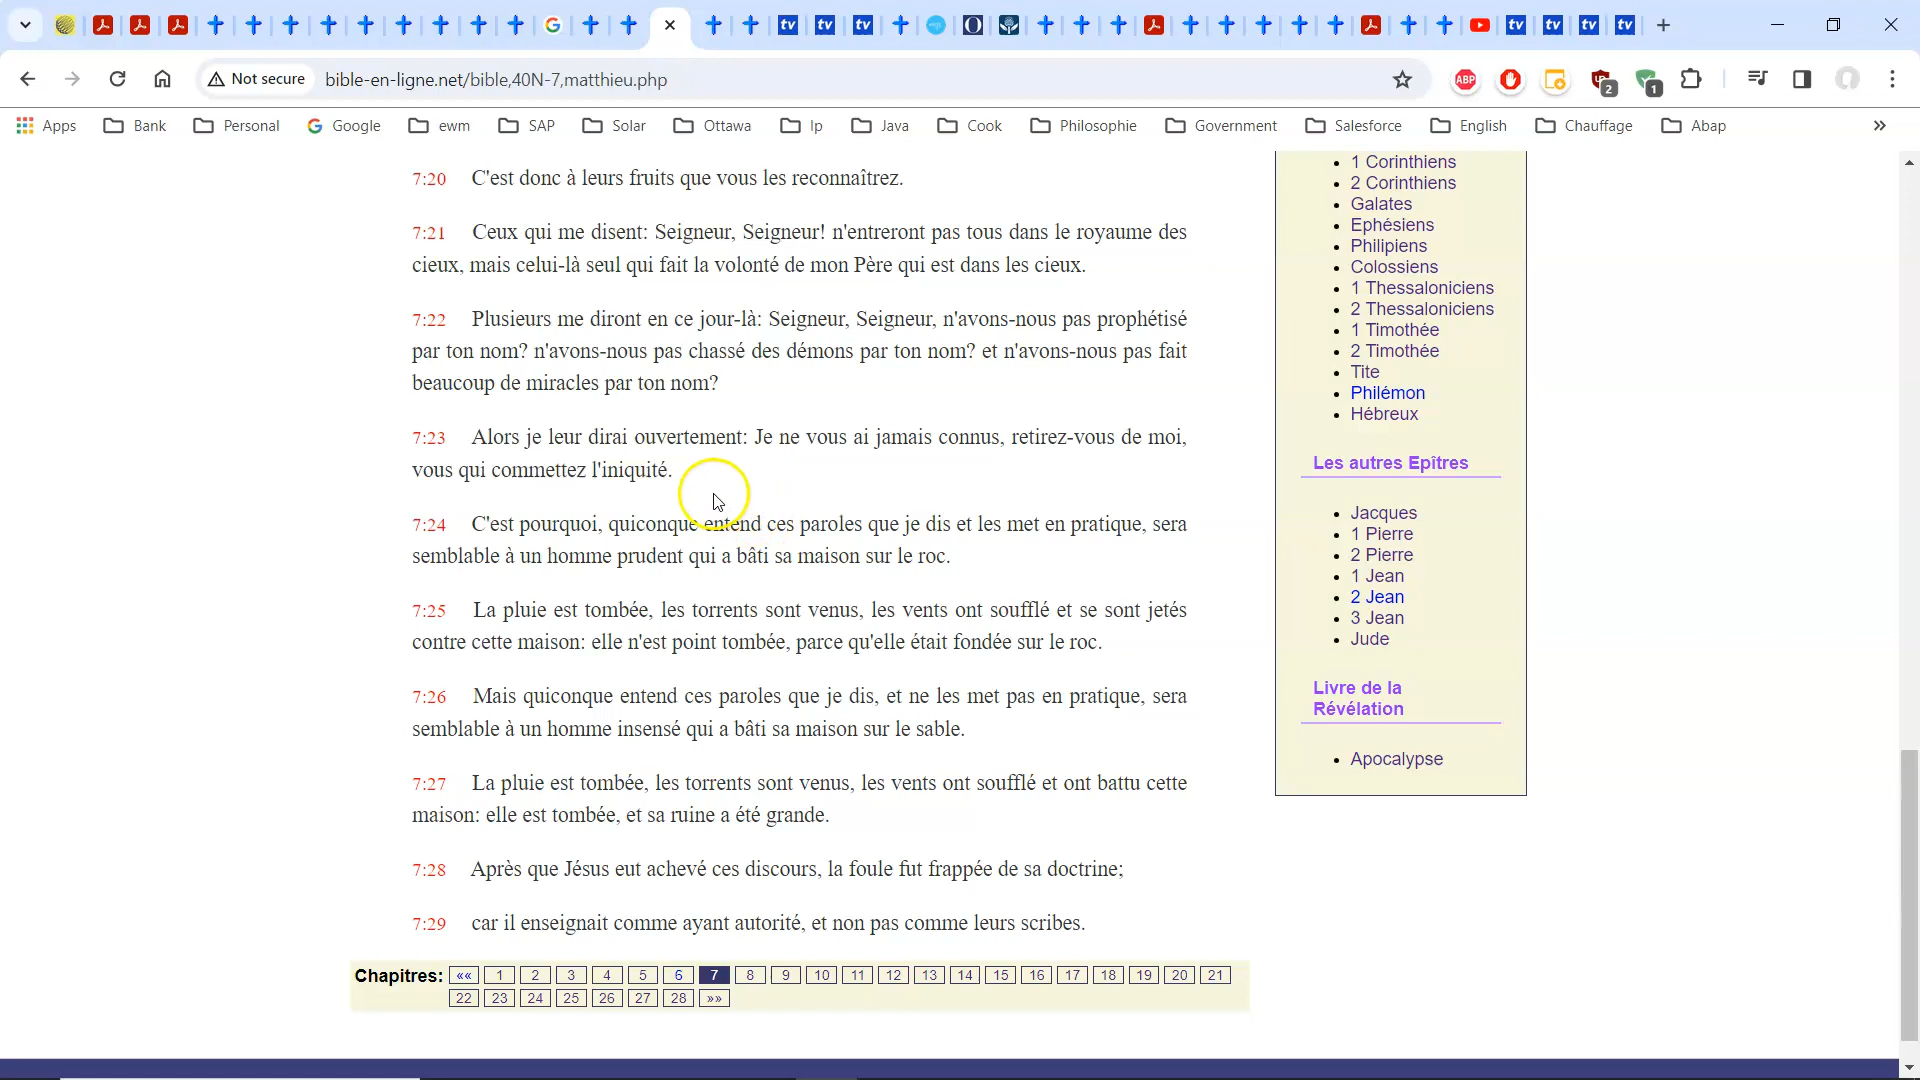 Not secure bible-en-ligne.net/bible,40N-7,matthieu.php ABP 2 1
Apps Bank Personal Google ewm SAP Solar Ottawa Ip Java Cook Philosophie Government Salesforce English Chauffage Abap »
7:20 C'est donc à leurs fruits que vous les reconnaîtrez.
7:21 Ceux qui me disent: Seigneur, Seigneur! n'entreront pas tous dans le royaume des
cieux, mais celui-là seul qui fait la volonté de mon Père qui est dans les cieux.
7:22 Plusieurs me diront en ce jour-là: Seigneur, Seigneur, n'avons-nous pas prophétisé
par ton nom? n'avons-nous pas chassé des démons par ton nom? et n'avons-nous pas fait
beaucoup de miracles par ton nom?
7:23 Alors je leur dirai ouvertement: Je ne vous ai jamais connus, retirez-vous de moi,
vous qui commettez l'iniquité.
7:24 C'est pourquoi, quiconque entend ces paroles que je dis et les met en pratique, sera
semblable à un homme prudent qui a bâti sa maison sur le roc.
7:25 La pluie est tombée, les torrents sont venus, les vents ont soufflé et se sont jetés
contre cette maison: elle n'est point tombée, parce qu'elle était fondée sur le roc.
7:26 Mais quiconque entend ces paroles que je dis, et ne les met pas en pratique, sera
semblable à un homme insensé qui a bâti sa maison sur le sable.
7:27 La pluie est tombée, les torrents sont venus, les vents ont soufflé et ont battu cette
maison: elle est tombée, et sa ruine a été grande.
7:28 Après que Jésus eut achevé ces discours, la foule fut frappée de sa doctrine;
7:29 car il enseignait comme ayant autorité, et non pas comme leurs scribes.
Chapitres: «« 1 2 3 4 5 6 7 8 9 10 11 12 13 14 15 16 17 18 19 20 21
22 23 24 25 26 27 28 »»
1 Corinthiens
2 Corinthiens
Galates
Ephésiens
Philipiens
Colossiens
1 Thessaloniciens
2 Thessaloniciens
1 Timothée
2 Timothée
Tite
Philémon
Hébreux
Les autres Epîtres
Jacques
1 Pierre
2 Pierre
1 Jean
2 Jean
3 Jean
Jude
Livre de la
Révélation
Apocalypse